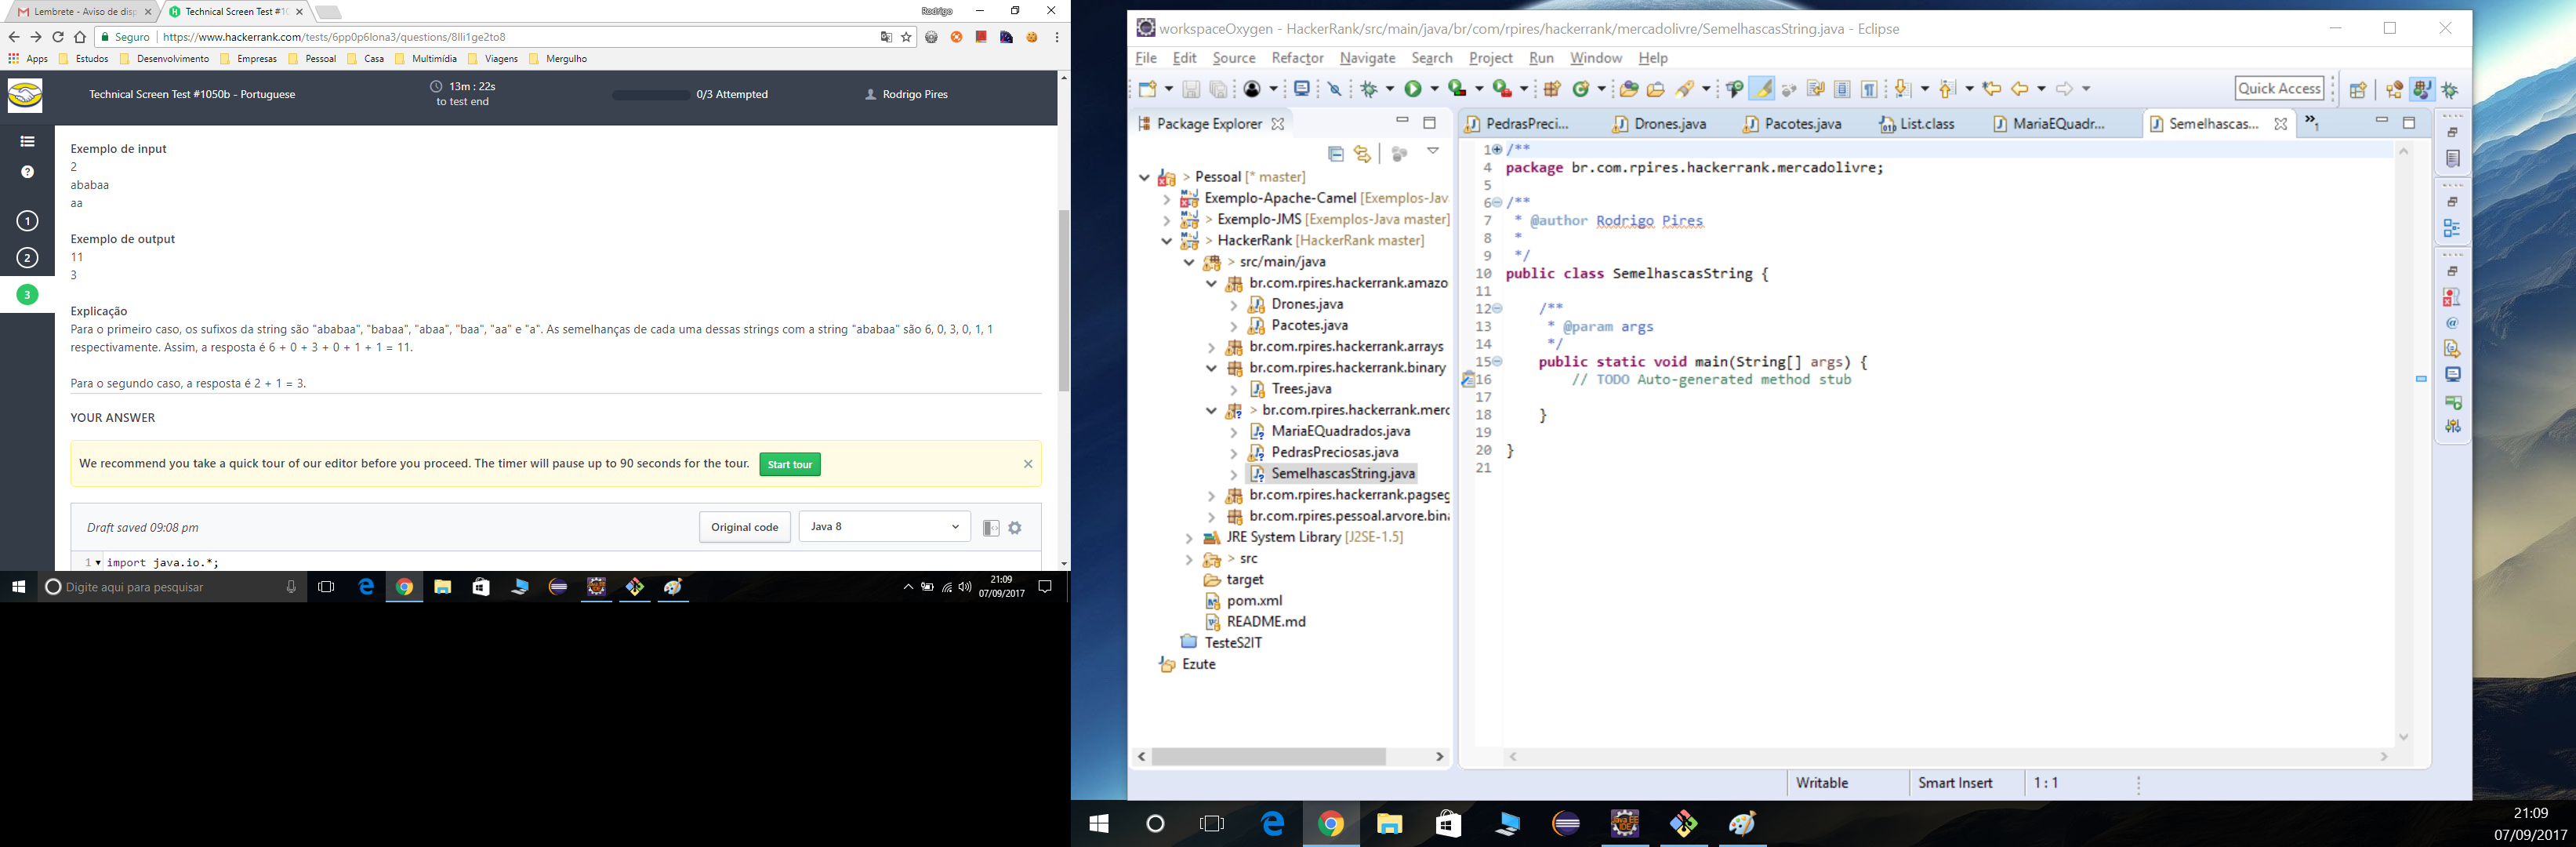 Lembrete - Aviso de disp
Technical Screen Test #10
Rodrigo
Seguro
https://www.hackerrank.com/tests/6pp0p6lona3/questions/8lli1ge2to8
Apps
Estudos
Desenvolvimento
Empresas
Pessoal
Casa
Multimídia
Viagens
Mergulho
Technical Screen Test #1050b - Portuguese
13m : 22s
to test end
0/3 Attempted
Rodrigo Pires
?
1
2
3
Exemplo de input
2
ababaa
aa
Exemplo de output
11
3
Explicação
Para o primeiro caso, os sufixos da string são "ababaa", "babaa", "abaa", "baa", "aa" e "a". As semelhanças de cada uma dessas strings com a string "ababaa" são 6, 0, 3, 0, 1, 1
respectivamente. Assim, a resposta é 6 + 0 + 3 + 0 + 1 + 1 = 11.
Para o segundo caso, a resposta é 2 + 1 = 3.
YOUR ANSWER
We recommend you take a quick tour of our editor before you proceed. The timer will pause up to 90 seconds for the tour.
Start tour
Draft saved 09:08 pm
Original code
Java 8
1 import java.io.*;
Digite aqui para pesquisar
21:09
07/09/2017
workspaceOxygen - HackerRank/src/main/java/br/com/rpires/hackerrank/mercadolivre/SemelhascasString.java - Eclipse
File Edit Source Refactor Navigate Search Project Run Window Help
Quick Access
Package Explorer
> Pessoal [* master]
Exemplo-Apache-Camel [Exemplos-Jav
> Exemplo-JMS [Exemplos-Java master]
> HackerRank [HackerRank master]
> src/main/java
br.com.rpires.hackerrank.amazo
Drones.java
Pacotes.java
br.com.rpires.hackerrank.arrays
br.com.rpires.hackerrank.binary
Trees.java
> br.com.rpires.hackerrank.merc
MariaEQuadrados.java
PedrasPreciosas.java
SemelhascasString.java
br.com.rpires.hackerrank.pagseg
br.com.rpires.pessoal.arvore.bin
JRE System Library [J2SE-1.5]
> src
target
pom.xml
README.md
TesteS2IT
Ezute
PedrasPreci...
Drones.java
Pacotes.java
List.class
MariaEQuadr...
Semelhascas...
»1
1 /**
4 package br.com.rpires.hackerrank.mercadolivre;
5
6 /**
7 * @author Rodrigo Pires
8 *
9 */
10 public class SemelhascasString {
11
12 /**
13 * @param args
14 */
15 public static void main(String[] args) {
16 // TODO Auto-generated method stub
17
18 }
19
20 }
21
Writable
Smart Insert
1 : 1
21:09
07/09/2017